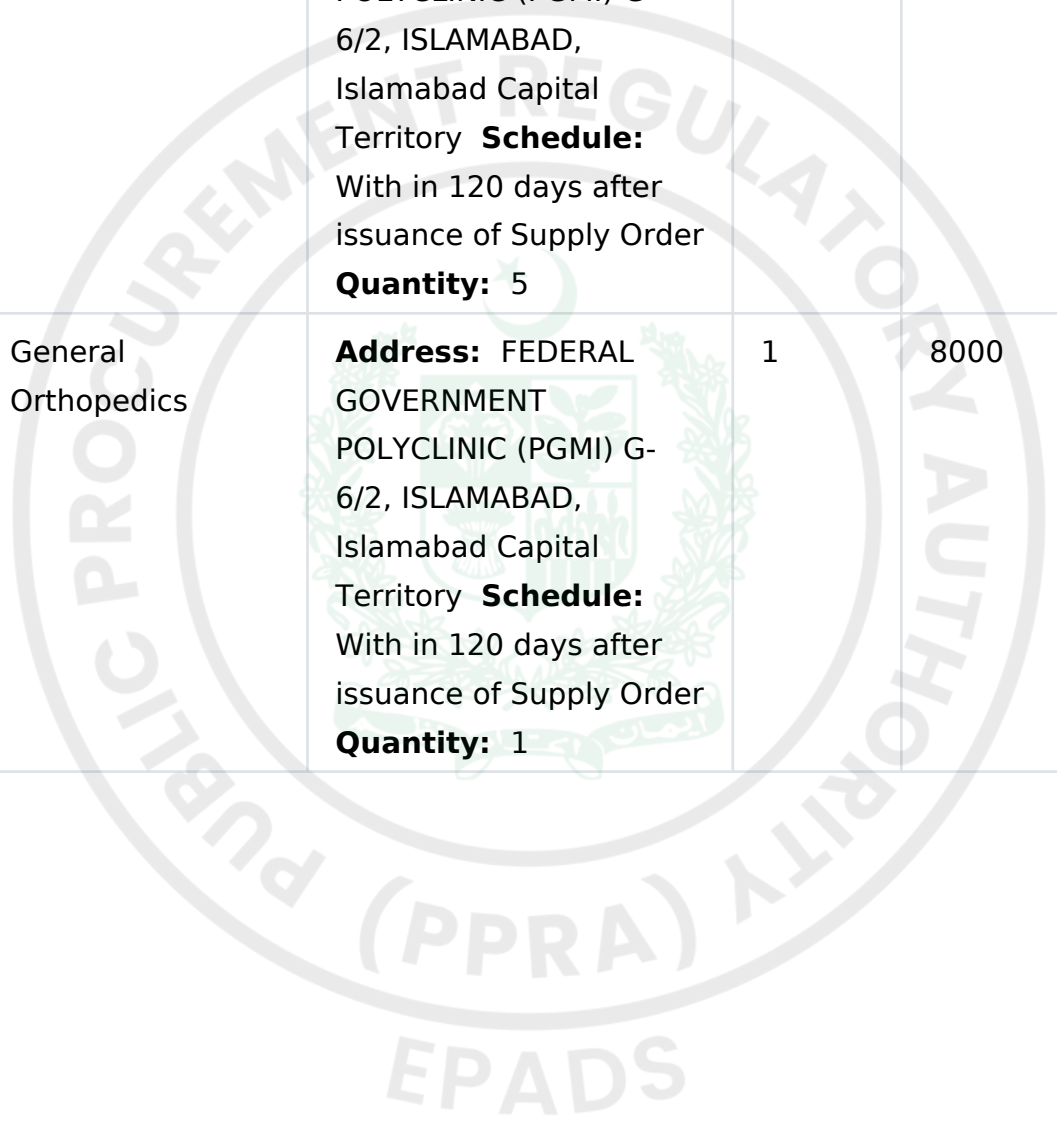 6/2, ISLAMABAD,
Islamabad Capital
Territory Schedule:
With in 120 days after
issuance of Supply Order
Quantity: 5
General
Orthopedics
Address: FEDERAL
GOVERNMENT
POLYCLINIC (PGMI) G-
6/2, ISLAMABAD,
Islamabad Capital
Territory Schedule:
With in 120 days after
issuance of Supply Order
Quantity: 1
1
8000
PUBLIC PROCUREMENT REGULATORY AUTHORITY
(PPRA)
EPADS